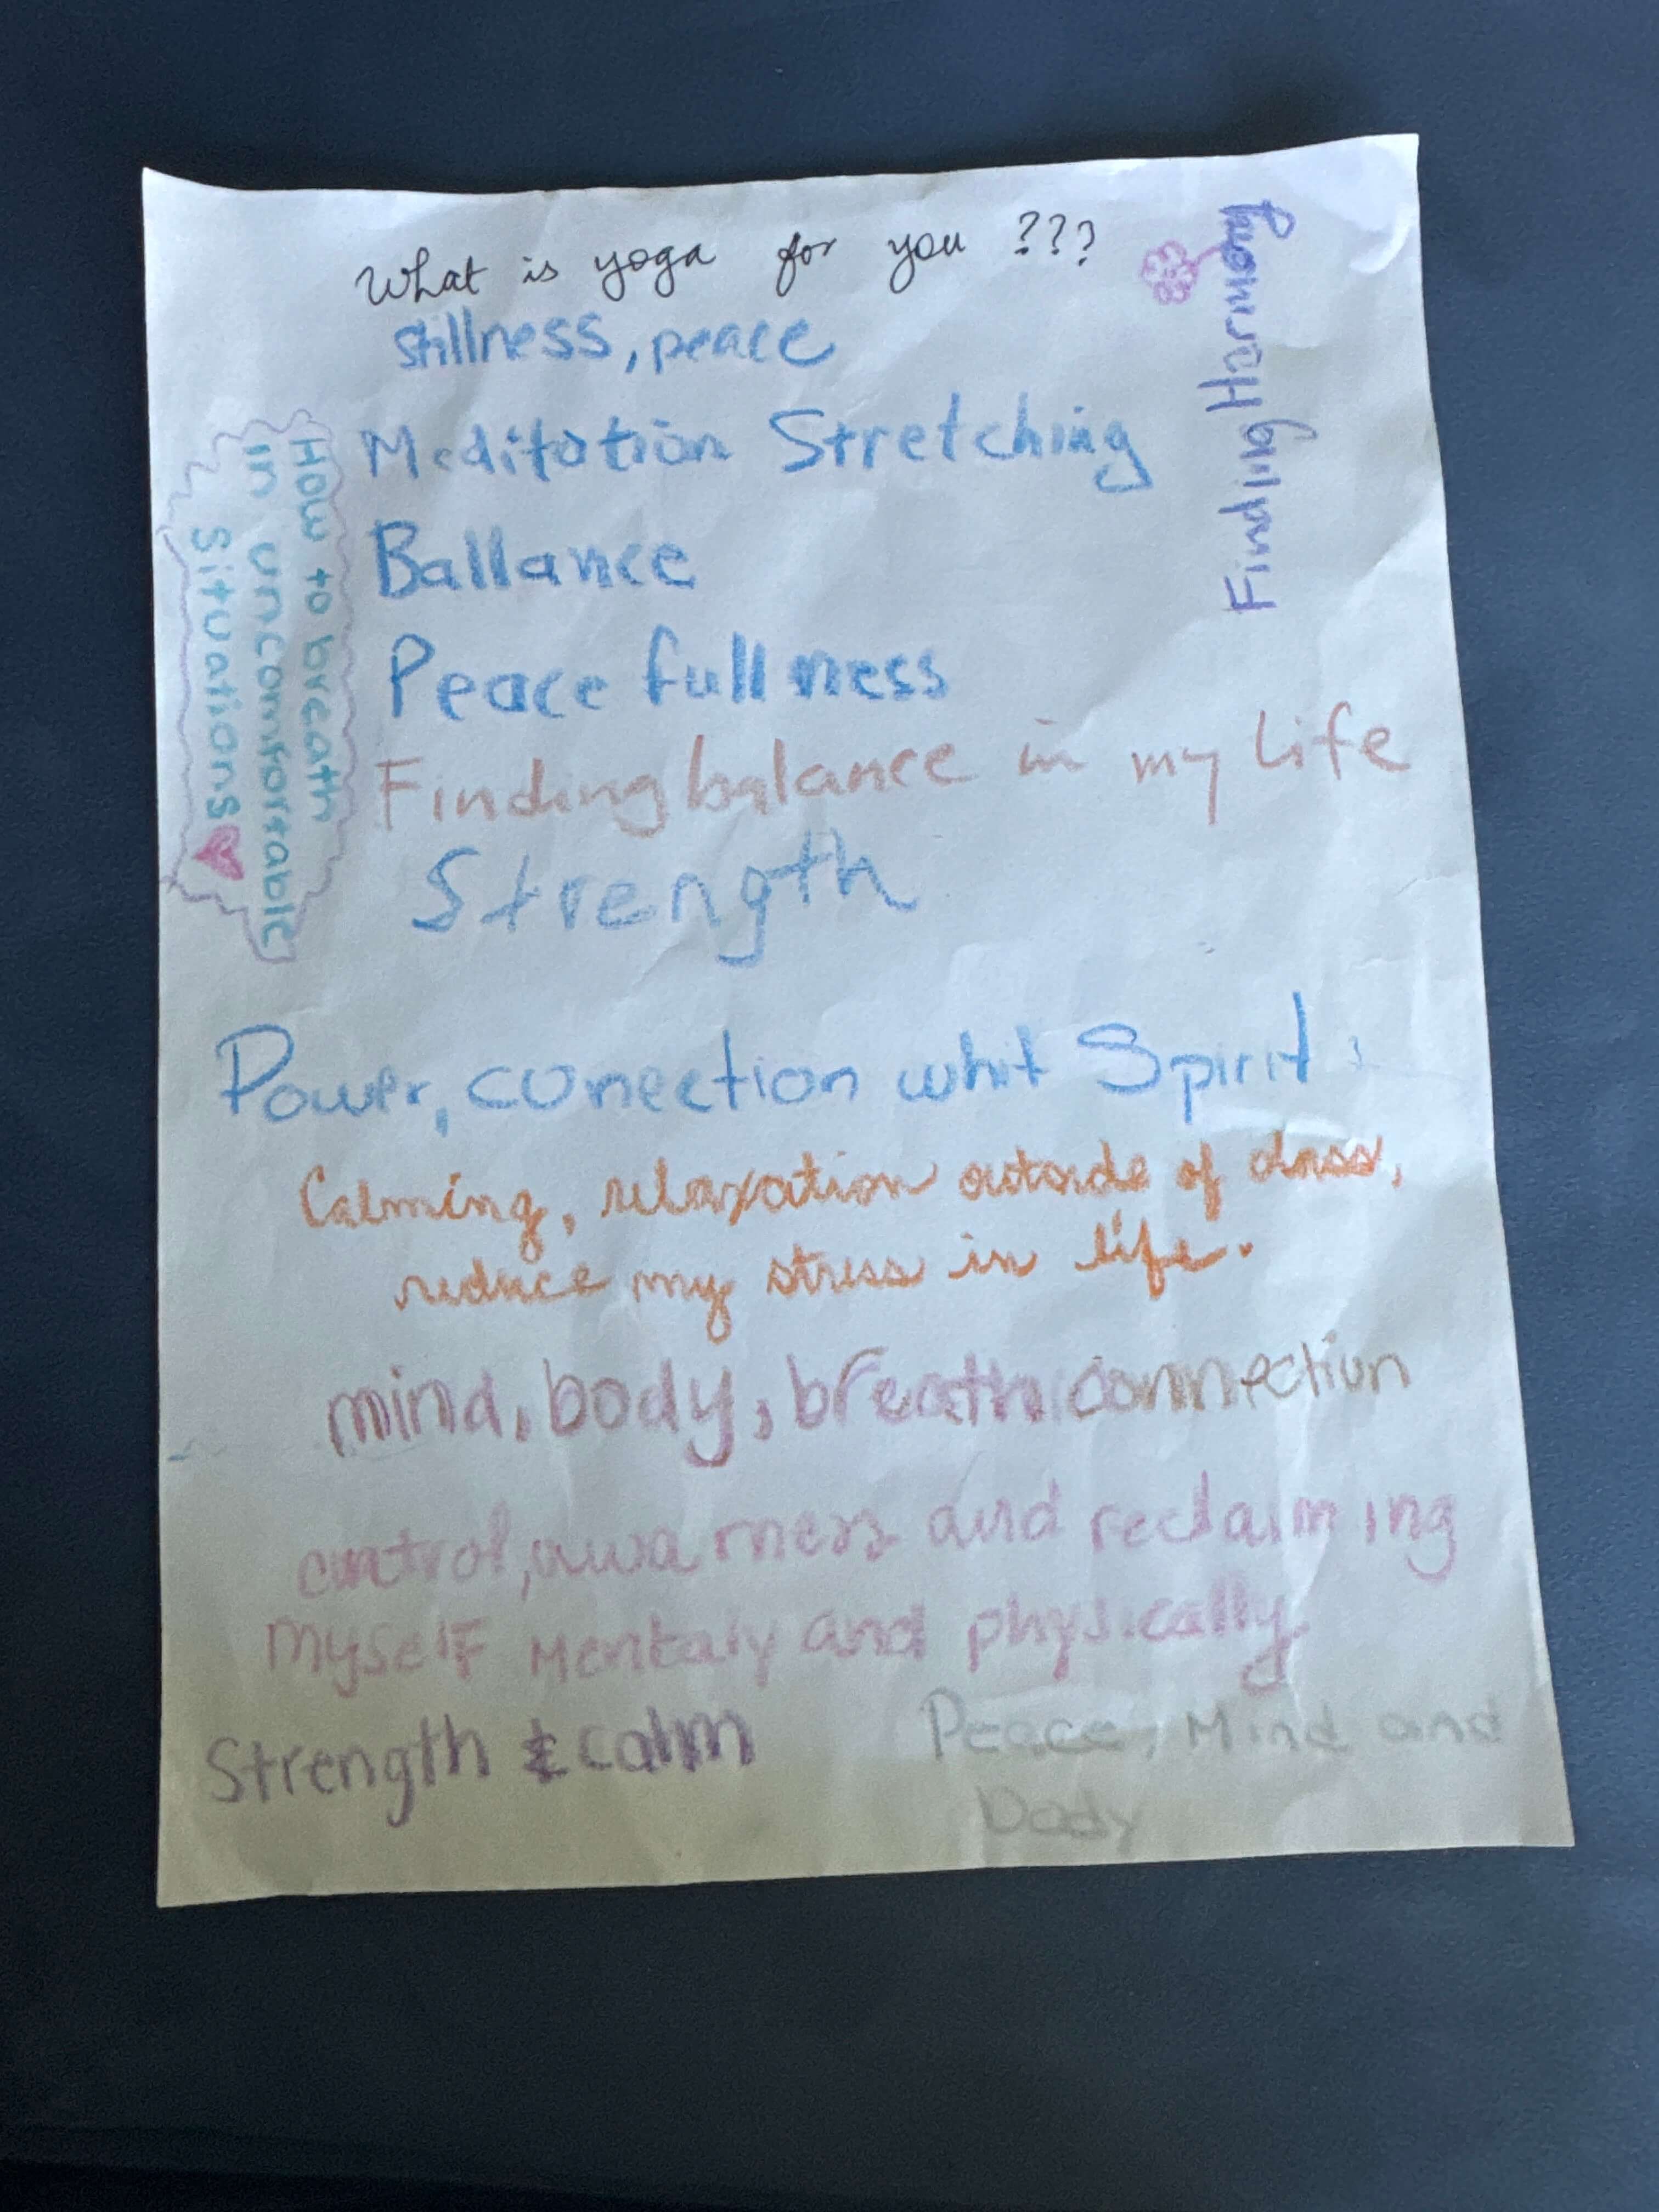 What is yoga for you ???
stillness, peace
Finding Harmony
Meditation Stretching
How to breath
in uncomfortable
situations
Ballance
Peace fullness
Finding balance in my life
Strength
Power, conection whit Spirit
Calming, relaxation outside of class,
reduce my stress in life.
mind, body, breath connection
control, awarness and reclaiming
myself Mentaly and physically.
Strength & calm
Peace, Mind and
body